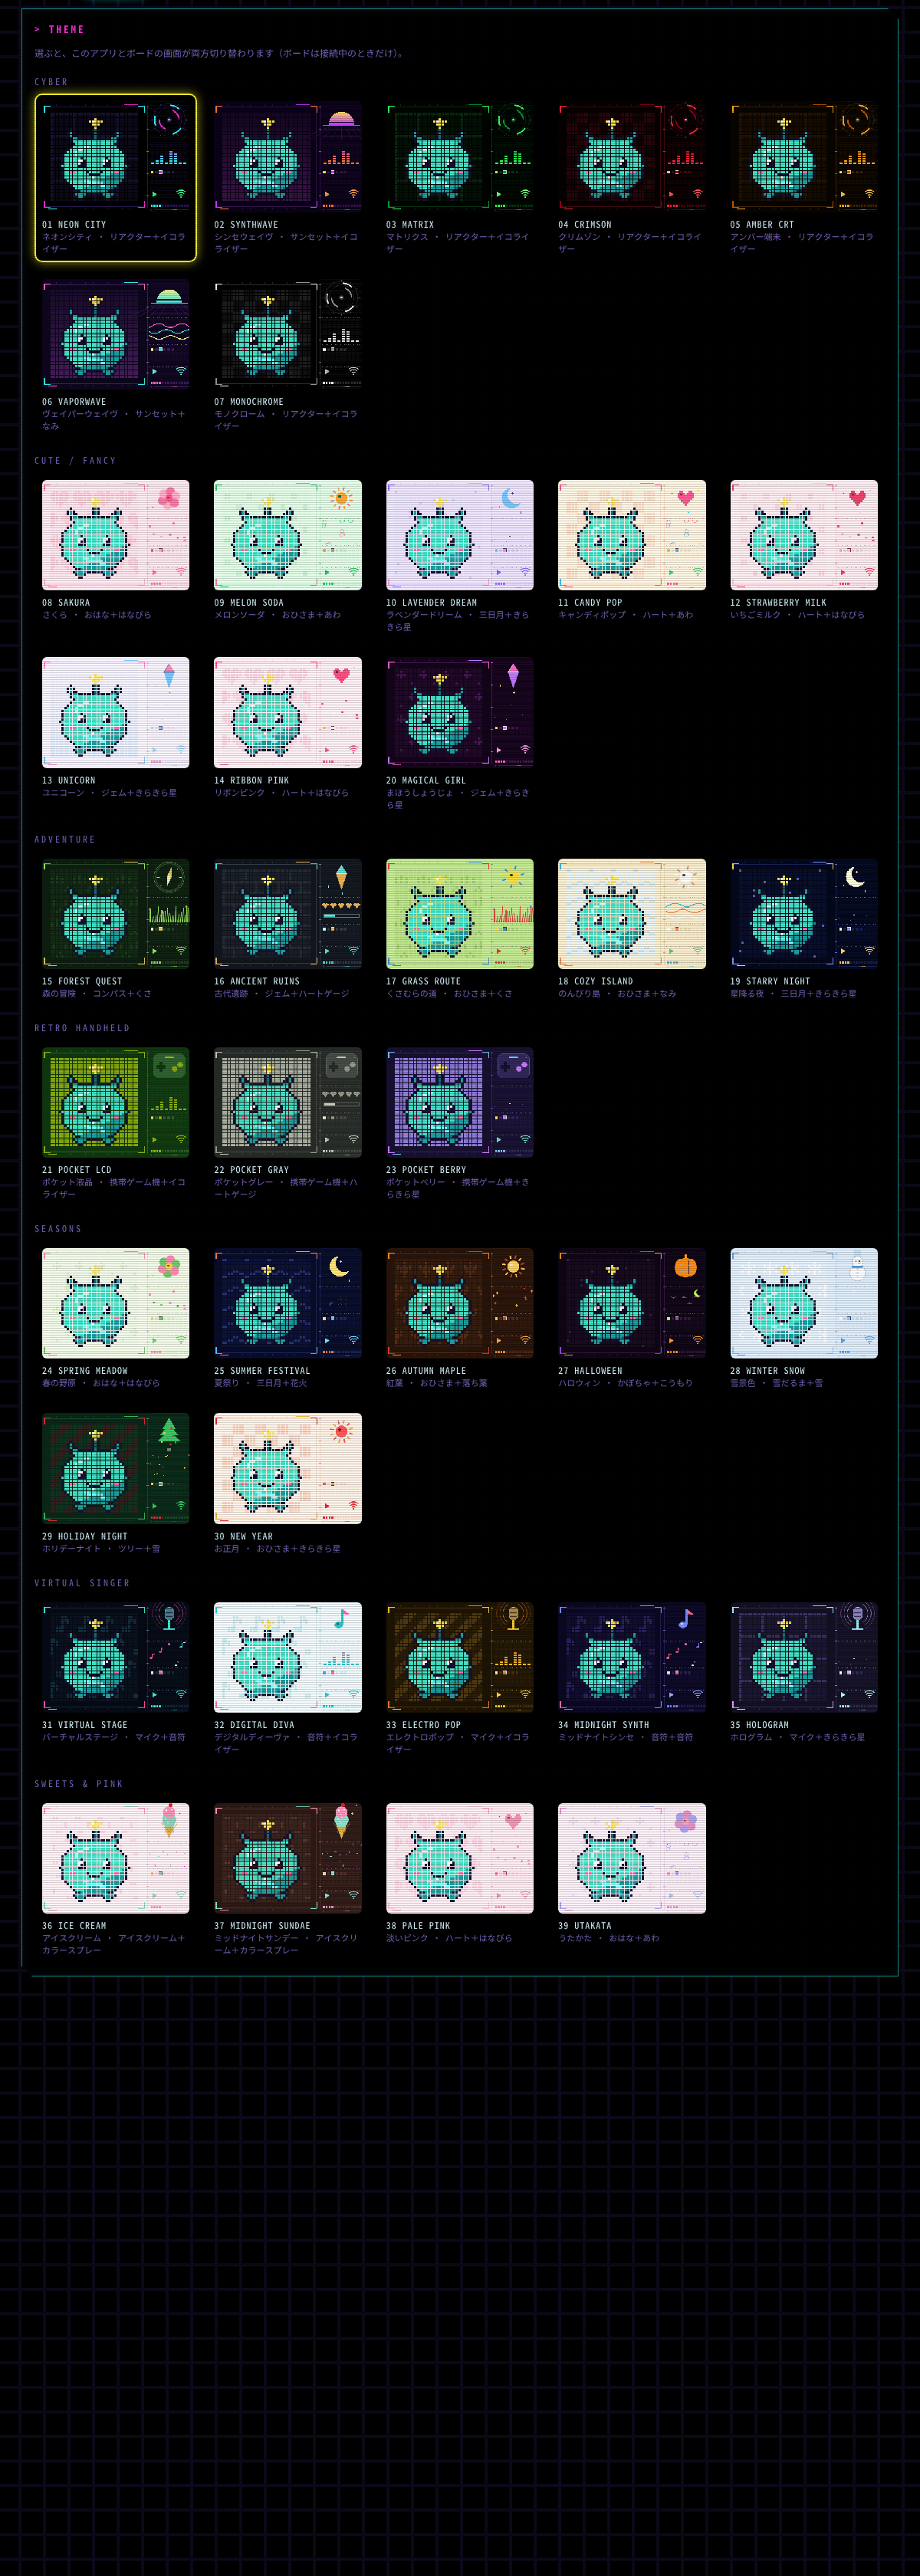 > THEME
選ぶと、このアプリとボードの画面が両方切り替わります（ボードは接続中のときだけ）。
CYBER
01 NEON CITY
ネオンシティ ・ リアクター＋イコラ
イザー
02 SYNTHWAVE
シンセウェイヴ ・ サンセット＋イコ
ライザー
03 MATRIX
マトリクス ・ リアクター＋イコライ
ザー
04 CRIMSON
クリムゾン ・ リアクター＋イコライ
ザー
05 AMBER CRT
アンバー端末 ・ リアクター＋イコラ
イザー
06 VAPORWAVE
ヴェイパーウェイヴ ・ サンセット＋
なみ
07 MONOCHROME
モノクローム ・ リアクター＋イコラ
イザー
CUTE / FANCY
08 SAKURA
さくら ・ おはな＋はなびら
09 MELON SODA
メロンソーダ ・ おひさま＋あわ
10 LAVENDER DREAM
ラベンダードリーム ・ 三日月＋きら
きら星
11 CANDY POP
キャンディポップ ・ ハート＋あわ
12 STRAWBERRY MILK
いちごミルク ・ ハート＋はなびら
13 UNICORN
ユニコーン ・ ジェム＋きらきら星
14 RIBBON PINK
リボンピンク ・ ハート＋はなびら
20 MAGICAL GIRL
まほうしょうじょ ・ ジェム＋きらき
ら星
ADVENTURE
15 FOREST QUEST
森の冒険 ・ コンパス＋くさ
16 ANCIENT RUINS
古代遺跡 ・ ジェム＋ハートゲージ
17 GRASS ROUTE
くさむらの道 ・ おひさま＋くさ
18 COZY ISLAND
のんびり島 ・ おひさま＋なみ
19 STARRY NIGHT
星降る夜 ・ 三日月＋きらきら星
RETRO HANDHELD
21 POCKET LCD
ポケット液晶 ・ 携帯ゲーム機＋イコ
ライザー
22 POCKET GRAY
ポケットグレー ・ 携帯ゲーム機＋ハ
ートゲージ
23 POCKET BERRY
ポケットベリー ・ 携帯ゲーム機＋き
らきら星
SEASONS
24 SPRING MEADOW
春の野原 ・ おはな＋はなびら
25 SUMMER FESTIVAL
夏祭り ・ 三日月＋花火
26 AUTUMN MAPLE
紅葉 ・ おひさま＋落ち葉
27 HALLOWEEN
ハロウィン ・ かぼちゃ＋こうもり
28 WINTER SNOW
雪景色 ・ 雪だるま＋雪
29 HOLIDAY NIGHT
ホリデーナイト ・ ツリー＋雪
30 NEW YEAR
お正月 ・ おひさま＋きらきら星
VIRTUAL SINGER
31 VIRTUAL STAGE
バーチャルステージ ・ マイク＋音符
32 DIGITAL DIVA
デジタルディーヴァ ・ 音符＋イコラ
イザー
33 ELECTRO POP
エレクトロポップ ・ マイク＋イコラ
イザー
34 MIDNIGHT SYNTH
ミッドナイトシンセ ・ 音符＋音符
35 HOLOGRAM
ホログラム ・ マイク＋きらきら星
SWEETS & PINK
36 ICE CREAM
アイスクリーム ・ アイスクリーム＋
カラースプレー
37 MIDNIGHT SUNDAE
ミッドナイトサンデー ・ アイスクリ
ーム＋カラースプレー
38 PALE PINK
淡いピンク ・ ハート＋はなびら
39 UTAKATA
うたかた ・ おはな＋あわ